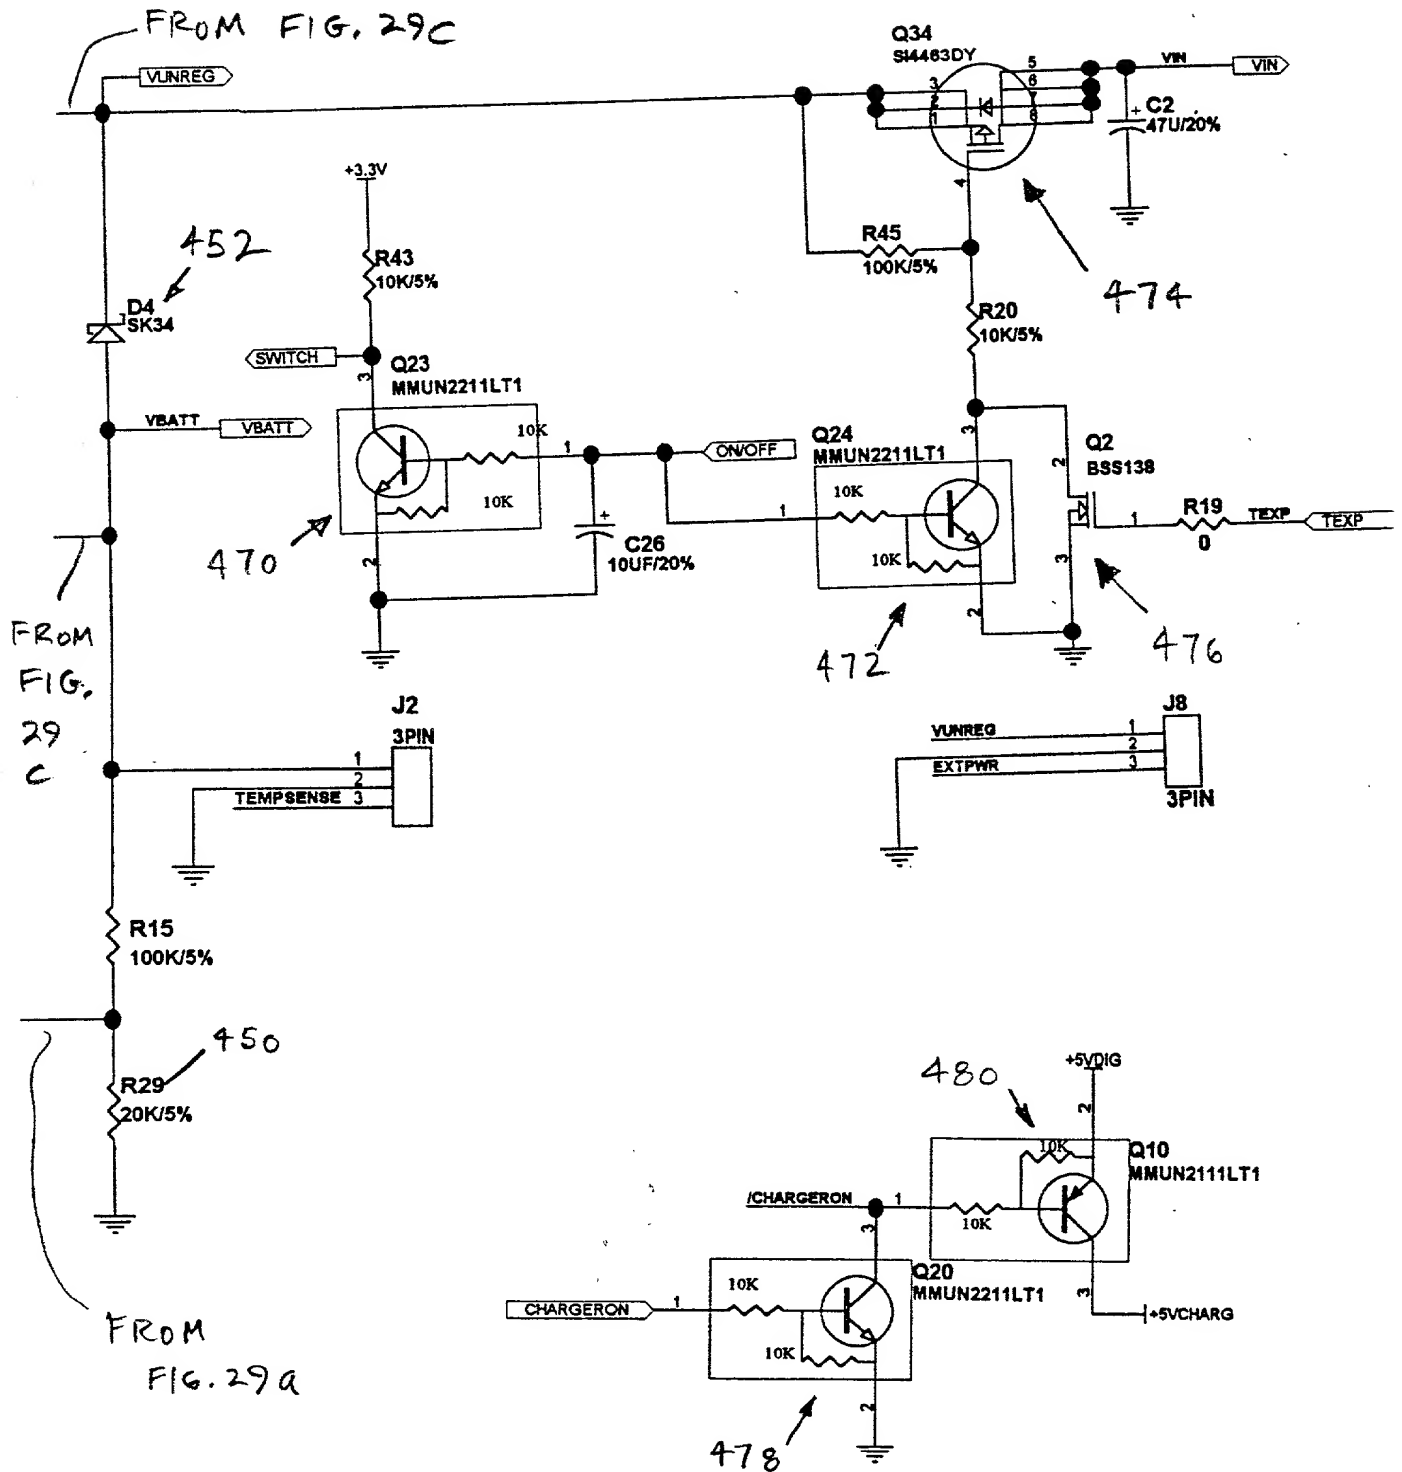 FROM FIG. 29C
VUNREG
Q34
SI4463DY
5
6
7
8
3
2
1
4
VIN
VIN
+
C2
47U/20%
474
+3.3V
R43
10K/5%
452
D4
SK34
R45
100K/5%
R20
10K/5%
SWITCH
3
Q23
MMUN2211LT1
10K
10K
1
2
470
VBATT
VBATT
ON/OFF
+
C26
10UF/20%
Q24
MMUN2211LT1
10K
10K
1
3
2
472
Q2
BSS138
2
1
3
476
R19
0
TEXP
TEXP
FROM
FIG.
29
C
J2
3PIN
1
2
TEMPSENSE 3
J8
VUNREG 1
2
EXTPWR 3
3PIN
R15
100K/5%
R29
20K/5%
450
FROM
FIG. 29a
480
+5VDIG
2
10K
Q10
MMUN2111LT1
/CHARGERON
1
10K
3
+5VCHARG
3
Q20
MMUN2211LT1
CHARGERON
1
10K
10K
2
478